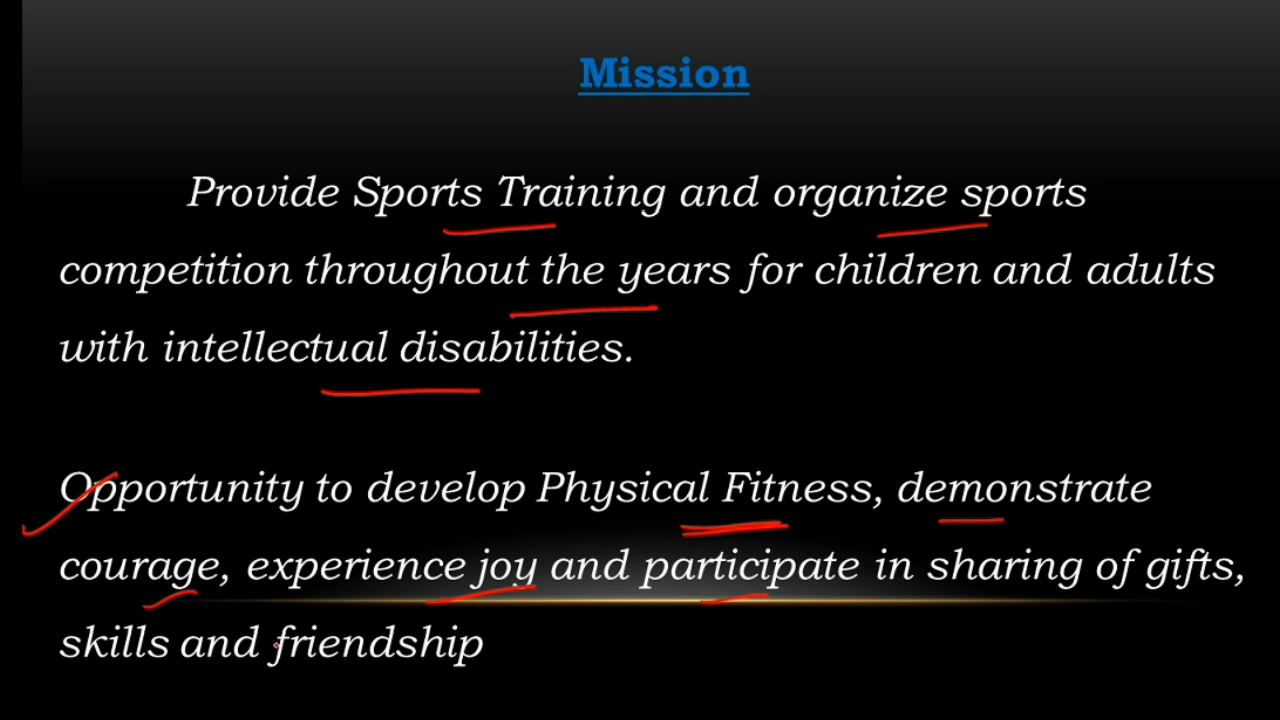 Mission
Provide Sports Training and organize sports
competition throughout the years for children and adults
with intellectual disabilities.
Opportunity to develop Physical Fitness, demonstrate
courage, experience joy and participate in sharing of gifts,
skills and friendship